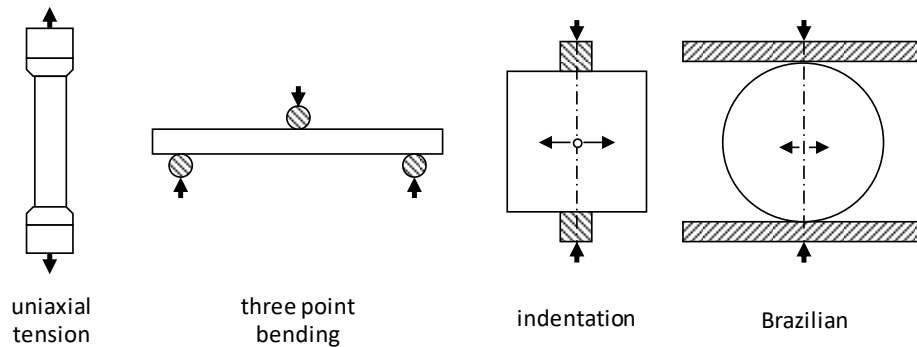 uniaxial
tension
three point
bending
indentation
Brazilian